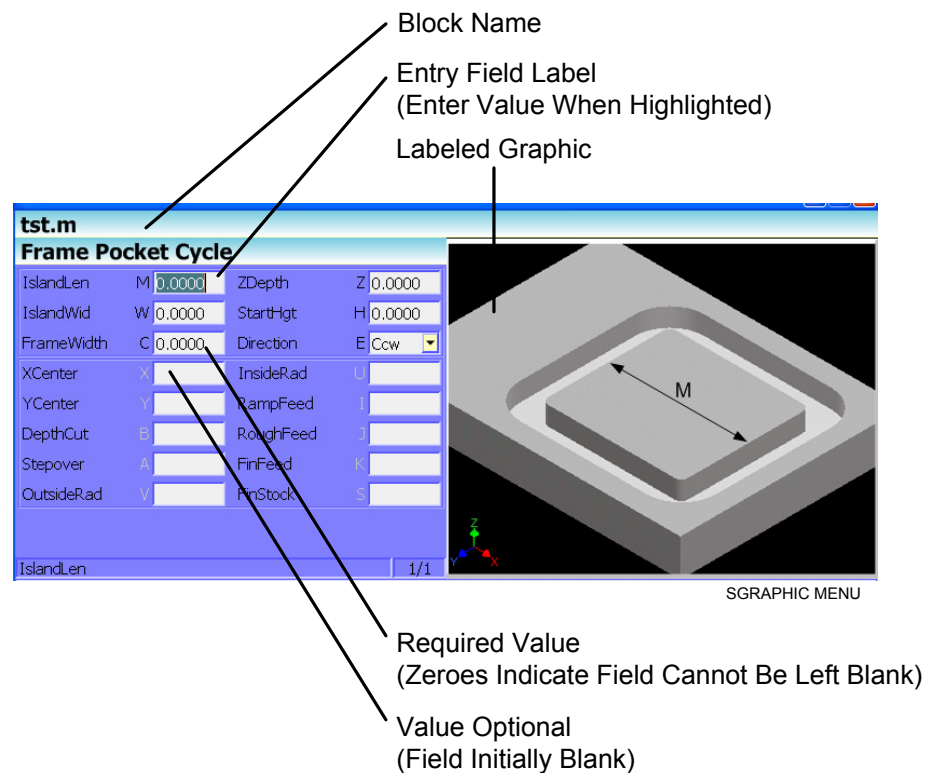 Block Name
Entry Field Label
(Enter Value When Highlighted)
Labeled Graphic
tst.m
Frame Pocket Cycle
IslandLen M 0.0000 ZDepth Z 0.0000
IslandWid W 0.0000 StartHgt H 0.0000
FrameWidth C 0.0000 Direction E Ccw
XCenter X InsideRad U
YCenter Y RampFeed I
DepthCut B RoughFeed J
Stepover A FinFeed K
OutsideRad V FinStock S
IslandLen 1/1
M
Z
Y X
SGRAPHIC MENU
Required Value
(Zeroes Indicate Field Cannot Be Left Blank)
Value Optional
(Field Initially Blank)